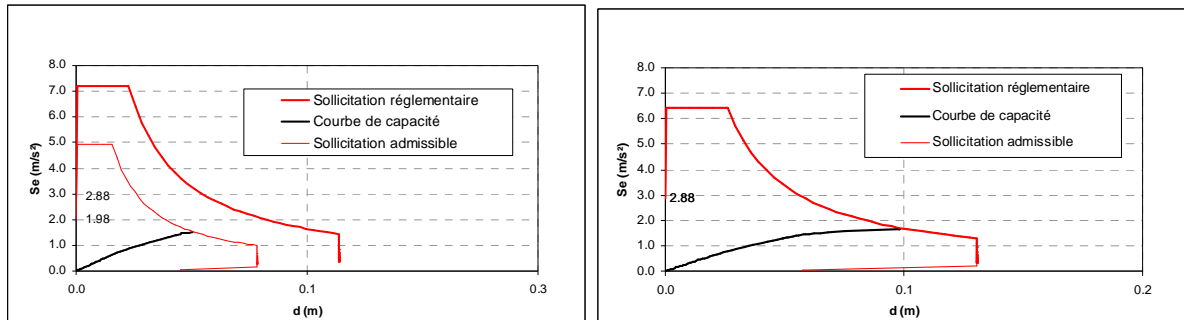 8.0
7.0
6.0
5.0
4.0
3.0
2.0
1.0
0.0
Se (m/s²)
2.88
1.98
Sollicitation réglementaire
Courbe de capacité
Sollicitation admissible
0.0
0.1
0.3
d (m)
8.0
7.0
6.0
5.0
4.0
3.0
2.0
1.0
0.0
Se (m/s²)
2.88
Sollicitation réglementaire
Courbe de capacité
Sollicitation admissible
0.0
0.1
0.2
d (m)